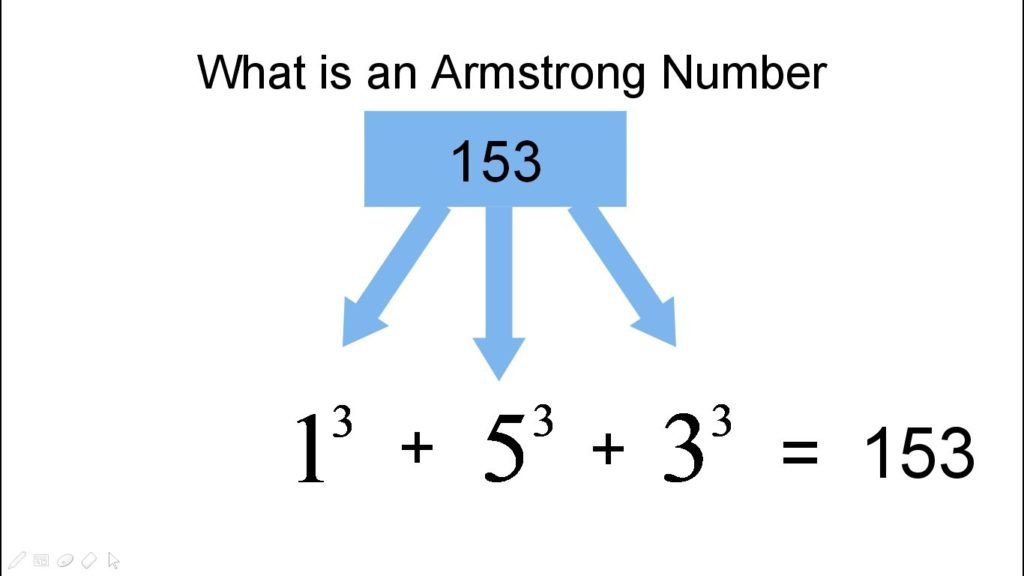 What is an Armstrong Number
153
1³ + 5³ + 3³ = 153